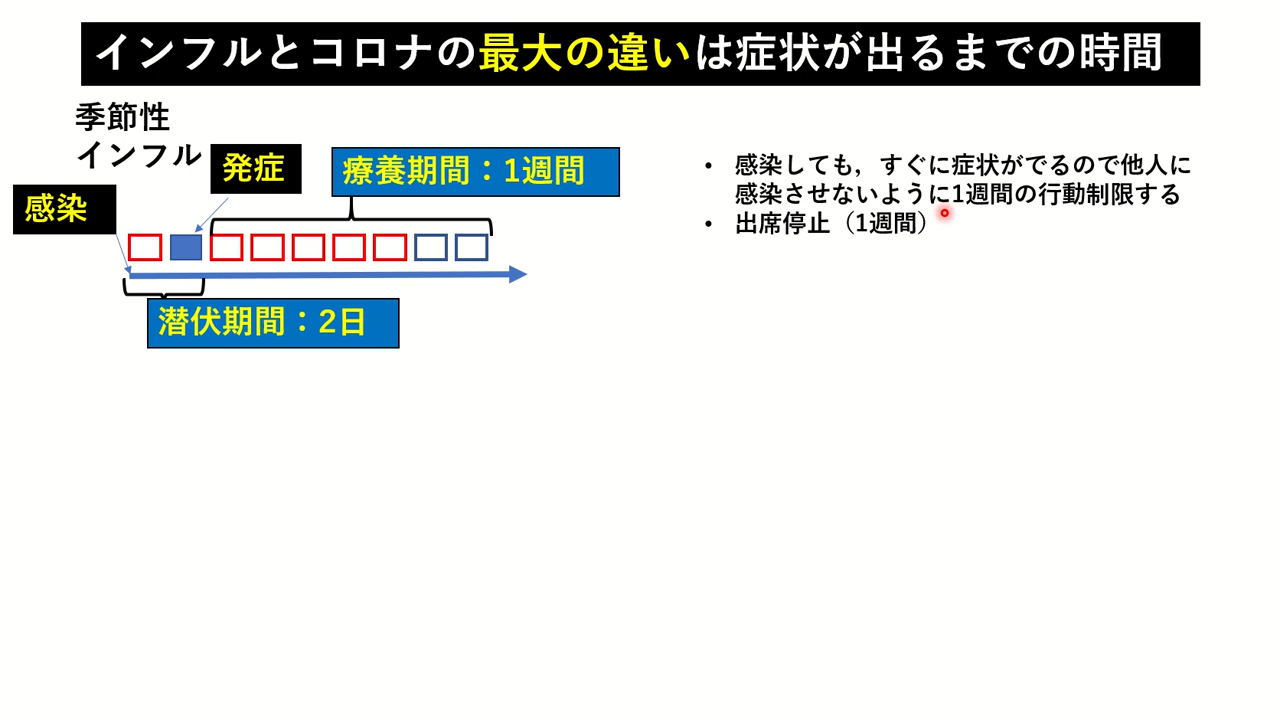 インフルとコロナの最大の違いは症状が出るまでの時間
季節性
インフル
発症
療養期間：1週間
感染
潜伏期間：2日
• 感染しても，すぐに症状がでるので他人に
感染させないように1週間の行動制限する
• 出席停止（1週間）